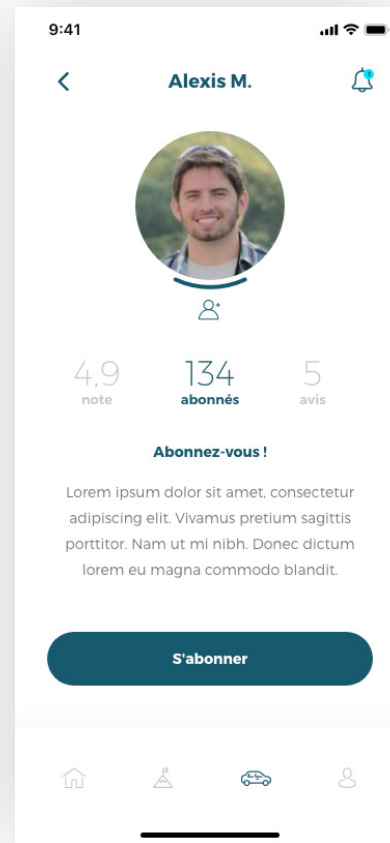 9:41
Alexis M.
4,9
note
134
abonnés
5
avis
Abonnez-vous !
Lorem ipsum dolor sit amet, consectetur
adipiscing elit. Vivamus pretium sagittis
porttitor. Nam ut mi nibh. Donec dictum
lorem eu magna commodo blandit.
S'abonner